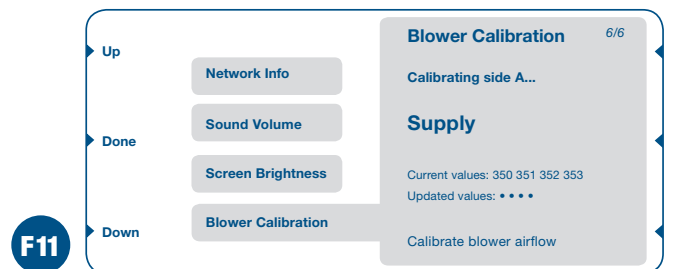 Up
Done
Down
F11
Network Info
Sound Volume
Screen Brightness
Blower Calibration
Blower Calibration 6/6
Calibrating side A...
Supply
Current values: 350 351 352 353
Updated values: • • • •
Calibrate blower airflow